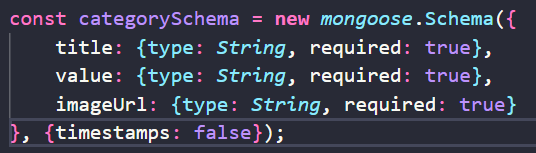 const categorySchema = new mongoose.Schema({
    title: {type: String, required: true},
    value: {type: String, required: true},
    imageUrl: {type: String, required: true}
}, {timestamps: false});